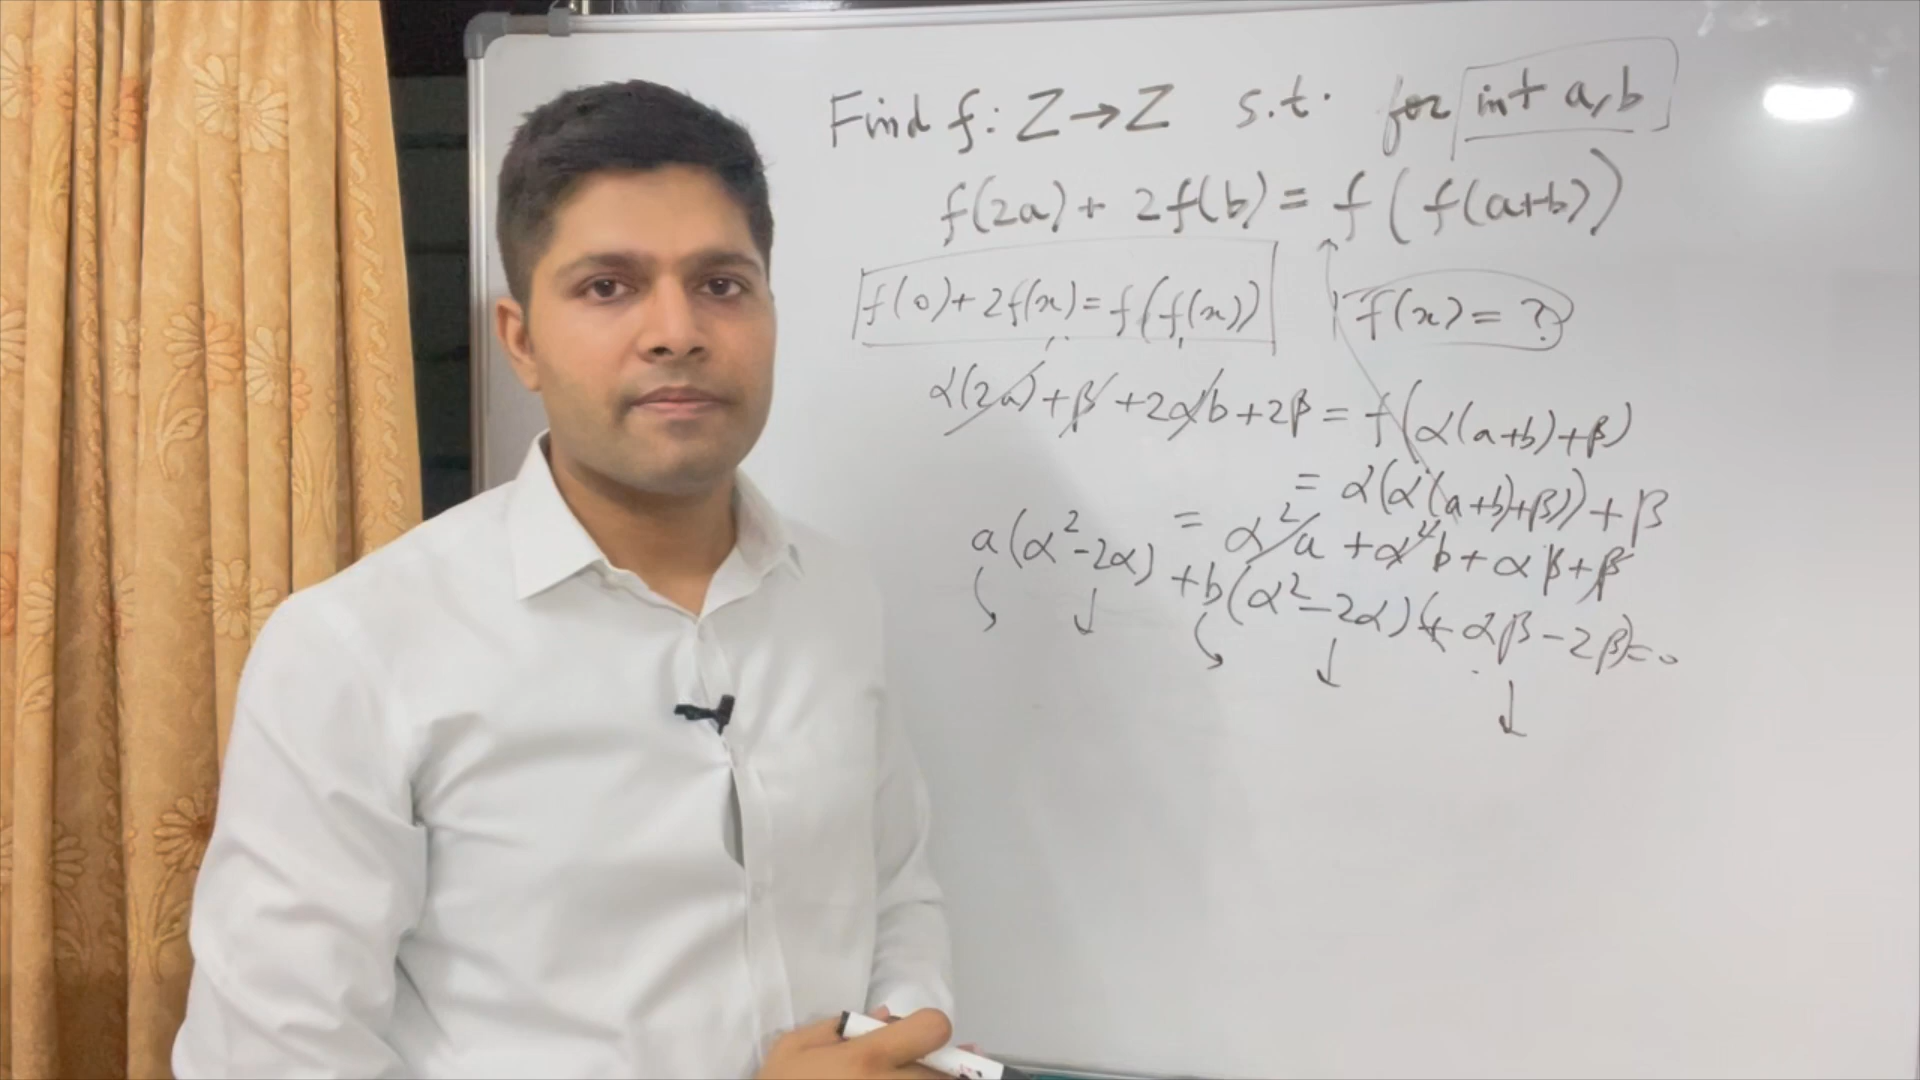 Find f: Z→Z s.t. for int a,b
f(2a) + 2f(b) = f(f(a+b))
f(0)+2f(x)=f(f(x)) f(x)=?
α(2a)+β+2αb+2β = f(α(a+b)+β)
= α(α(a+b)+β))+β
= α²a+α²b+αβ+β
a(α²-2α)+b(α²-2α)(+αβ-2β)=0